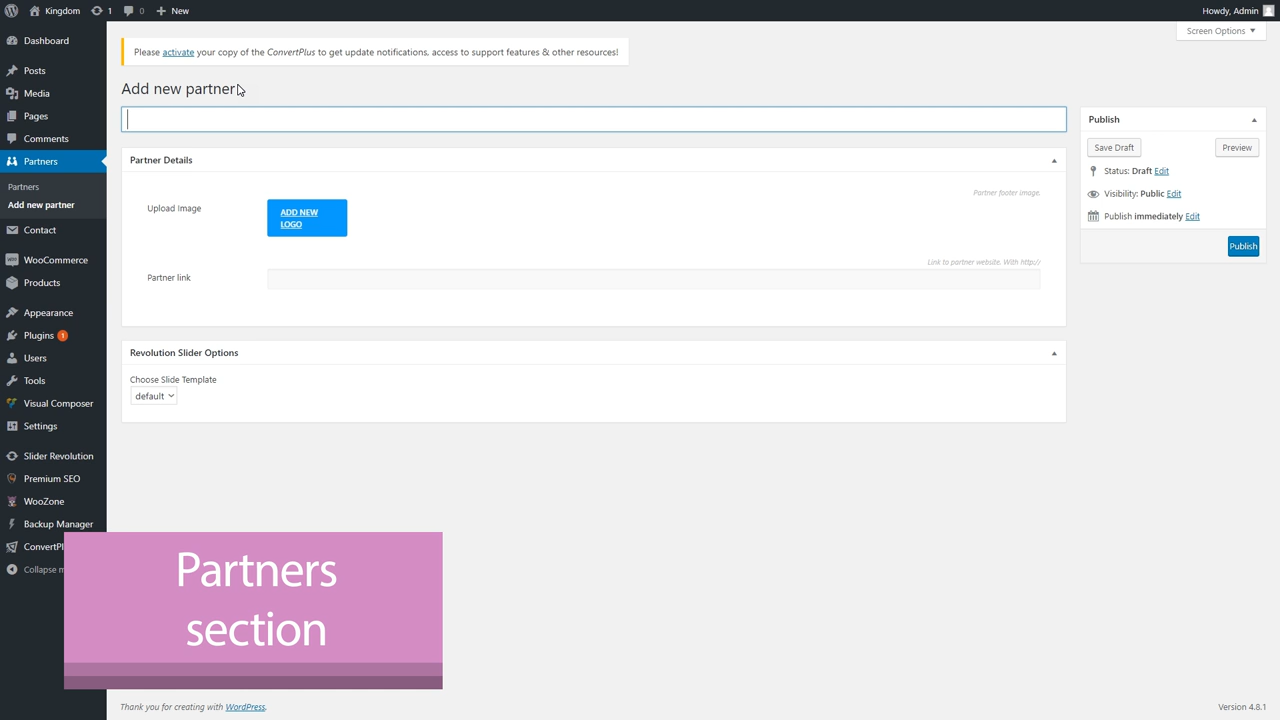 Kingdom
1
0
New
Howdy, Admin
Screen Options
Please activate your copy of the ConvertPlus to get update notifications, access to support features & other resources!
Add new partner
Dashboard
Posts
Media
Pages
Comments
Partners
Partners
Add new partner
Contact
WooCommerce
Products
Appearance
Plugins 1
Users
Tools
Visual Composer
Settings
Slider Revolution
Premium SEO
WooZone
Backup Manager
ConvertPl
Collapse m
Partner Details
Partner footer image.
Upload Image
ADD NEW
LOGO
Link to partner website. With http://
Partner link
Revolution Slider Options
Choose Slide Template
default
Publish
Save Draft
Preview
Status: Draft Edit
Visibility: Public Edit
Publish immediately Edit
Publish
Partners
section
Thank you for creating with WordPress.
Version 4.8.1